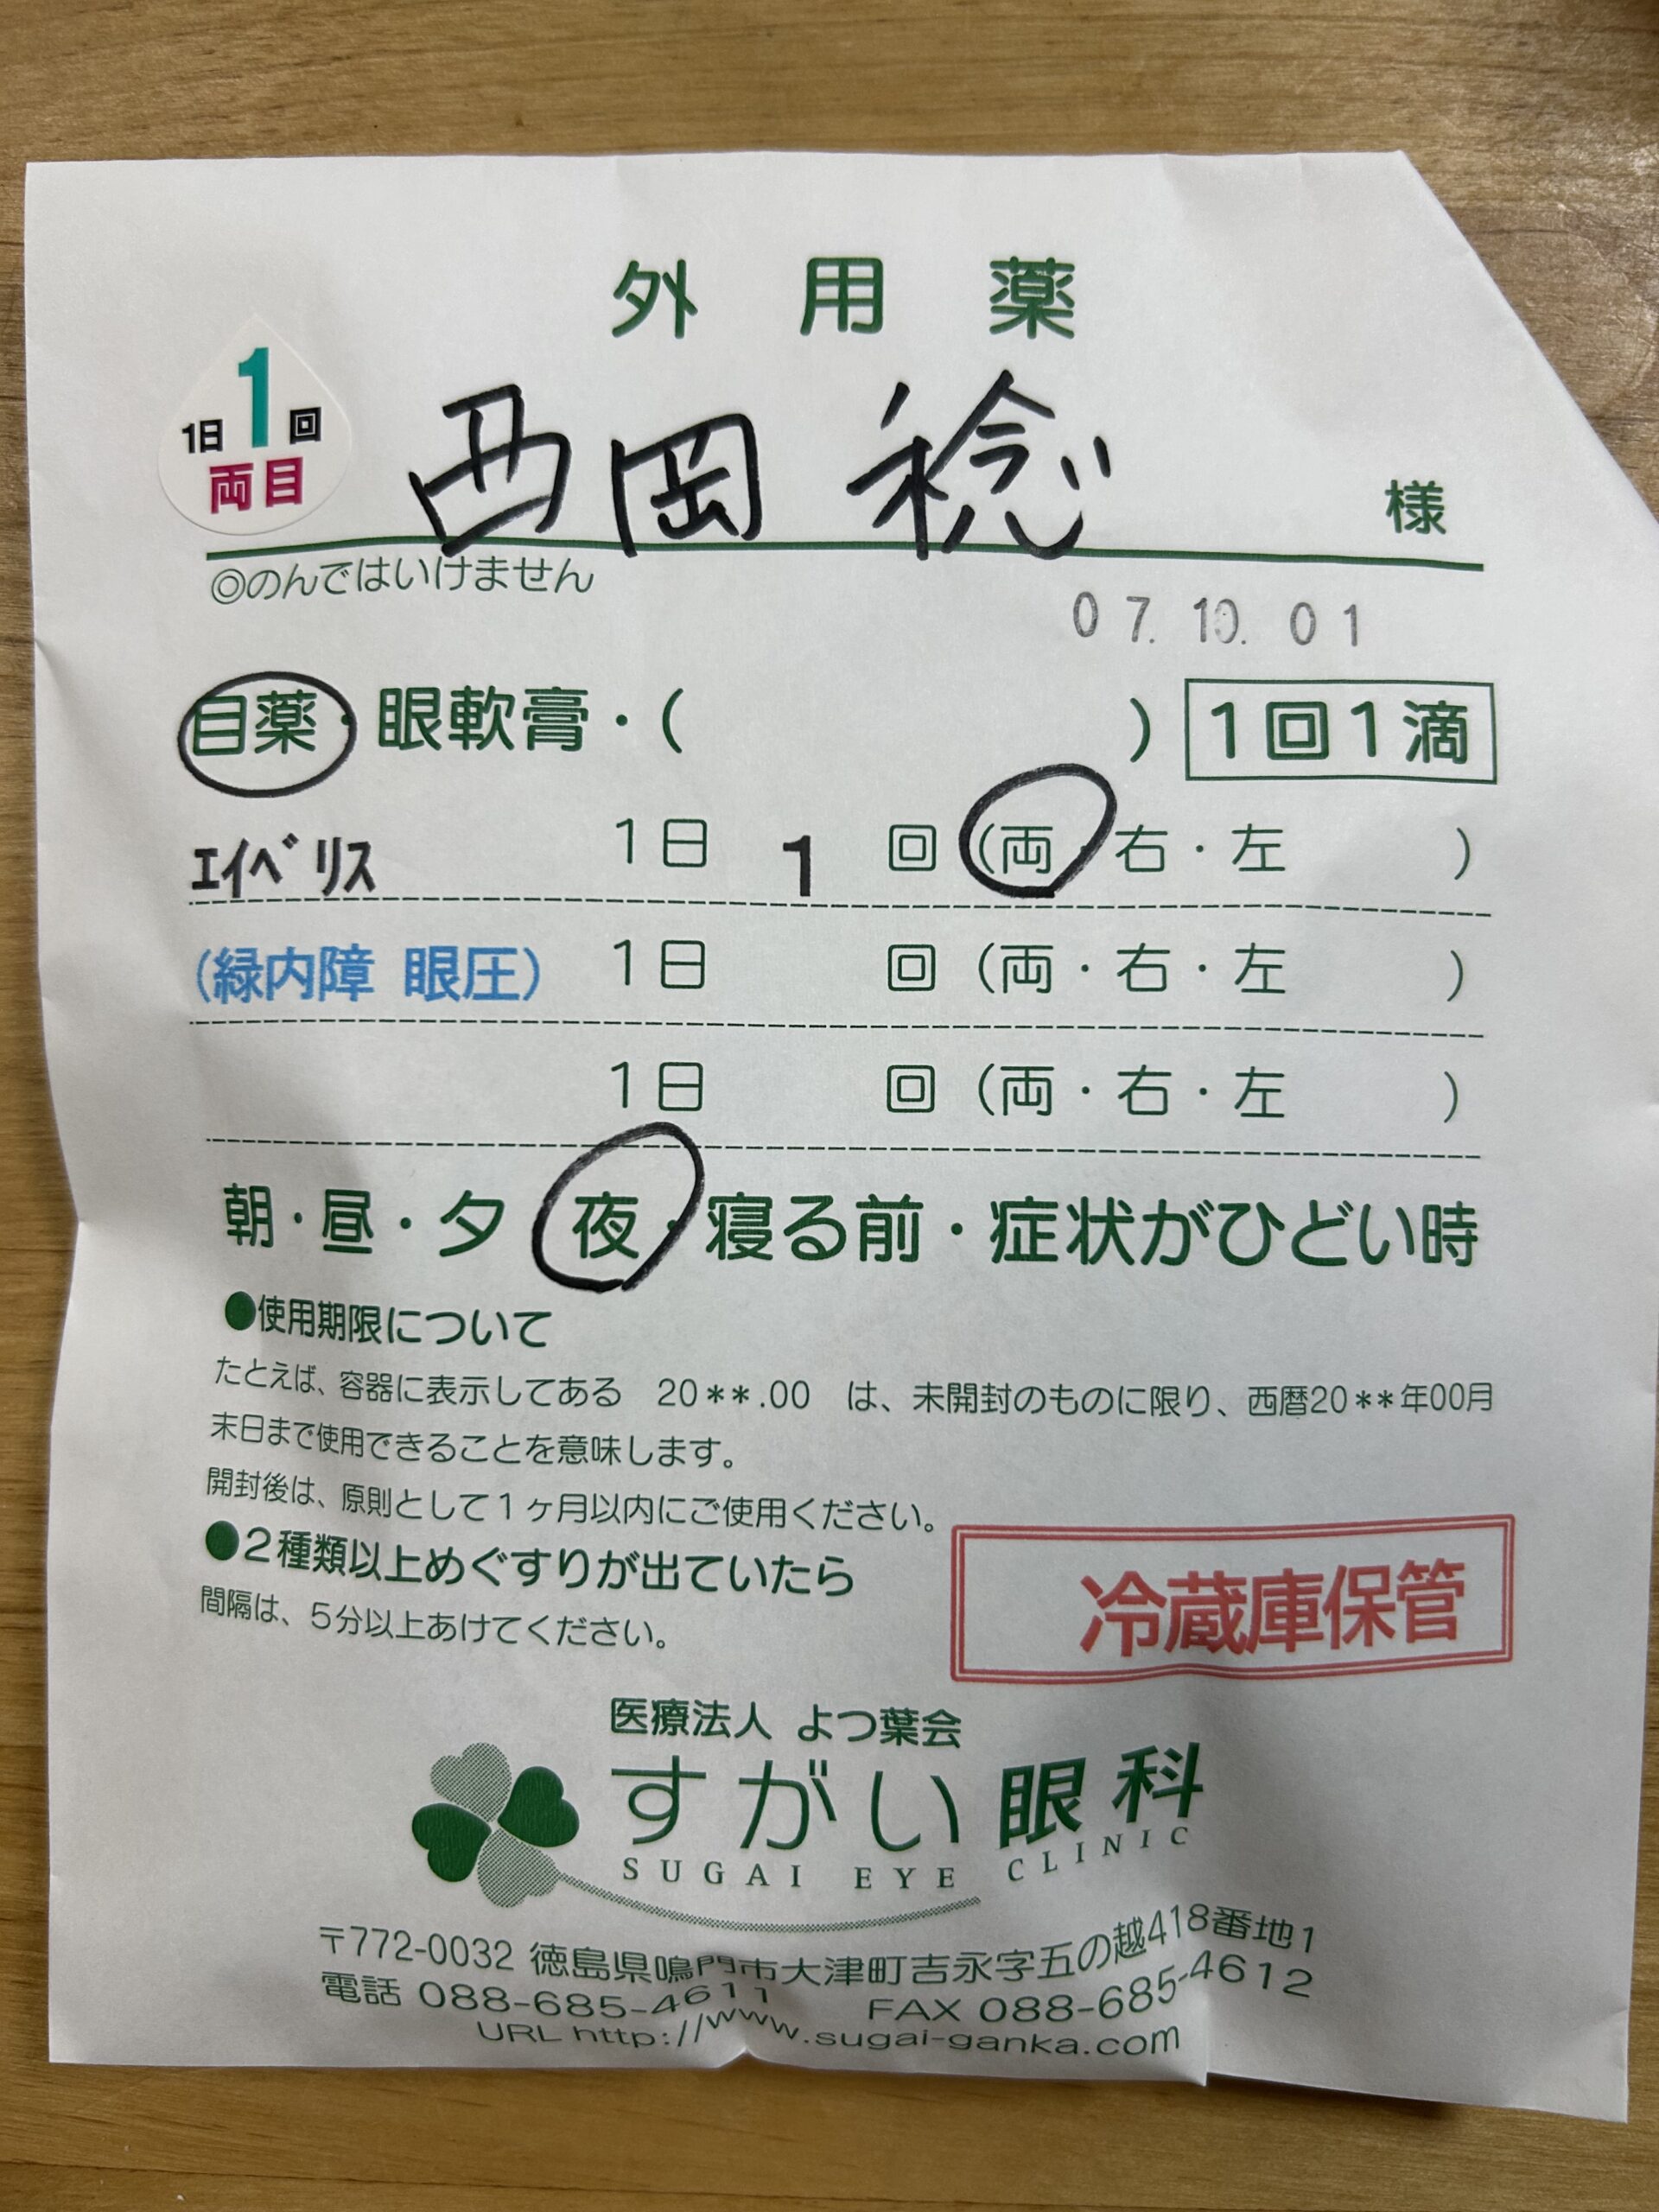 外用薬
1日1回
両目
西岡 稔 様
◎のんではいけません
07.10.01
目薬・眼軟膏・(　　　) 1回1滴
エイベリス 1日 1 回 (両・右・左　)
(緑内障 眼圧) 1日 回 (両・右・左　)
1日 回 (両・右・左　)
朝・昼・夕・夜・寝る前・症状がひどい時
●使用期限について
たとえば、容器に表示してある 20**.00 は、未開封のものに限り、西暦20**年00月
末日まで使用できることを意味します。
開封後は、原則として1ヶ月以内にご使用ください。
●2種類以上めぐすりが出ていたら
間隔は、5分以上あけてください。
冷蔵庫保管
医療法人 よつ葉会
すがい眼科
SUGAI EYE CLINIC
〒772-0032 徳島県鳴門市大津町吉永字五の越418番地1
電話 088-685-4611 FAX 088-685-4612
URL http://www.sugai-ganka.com